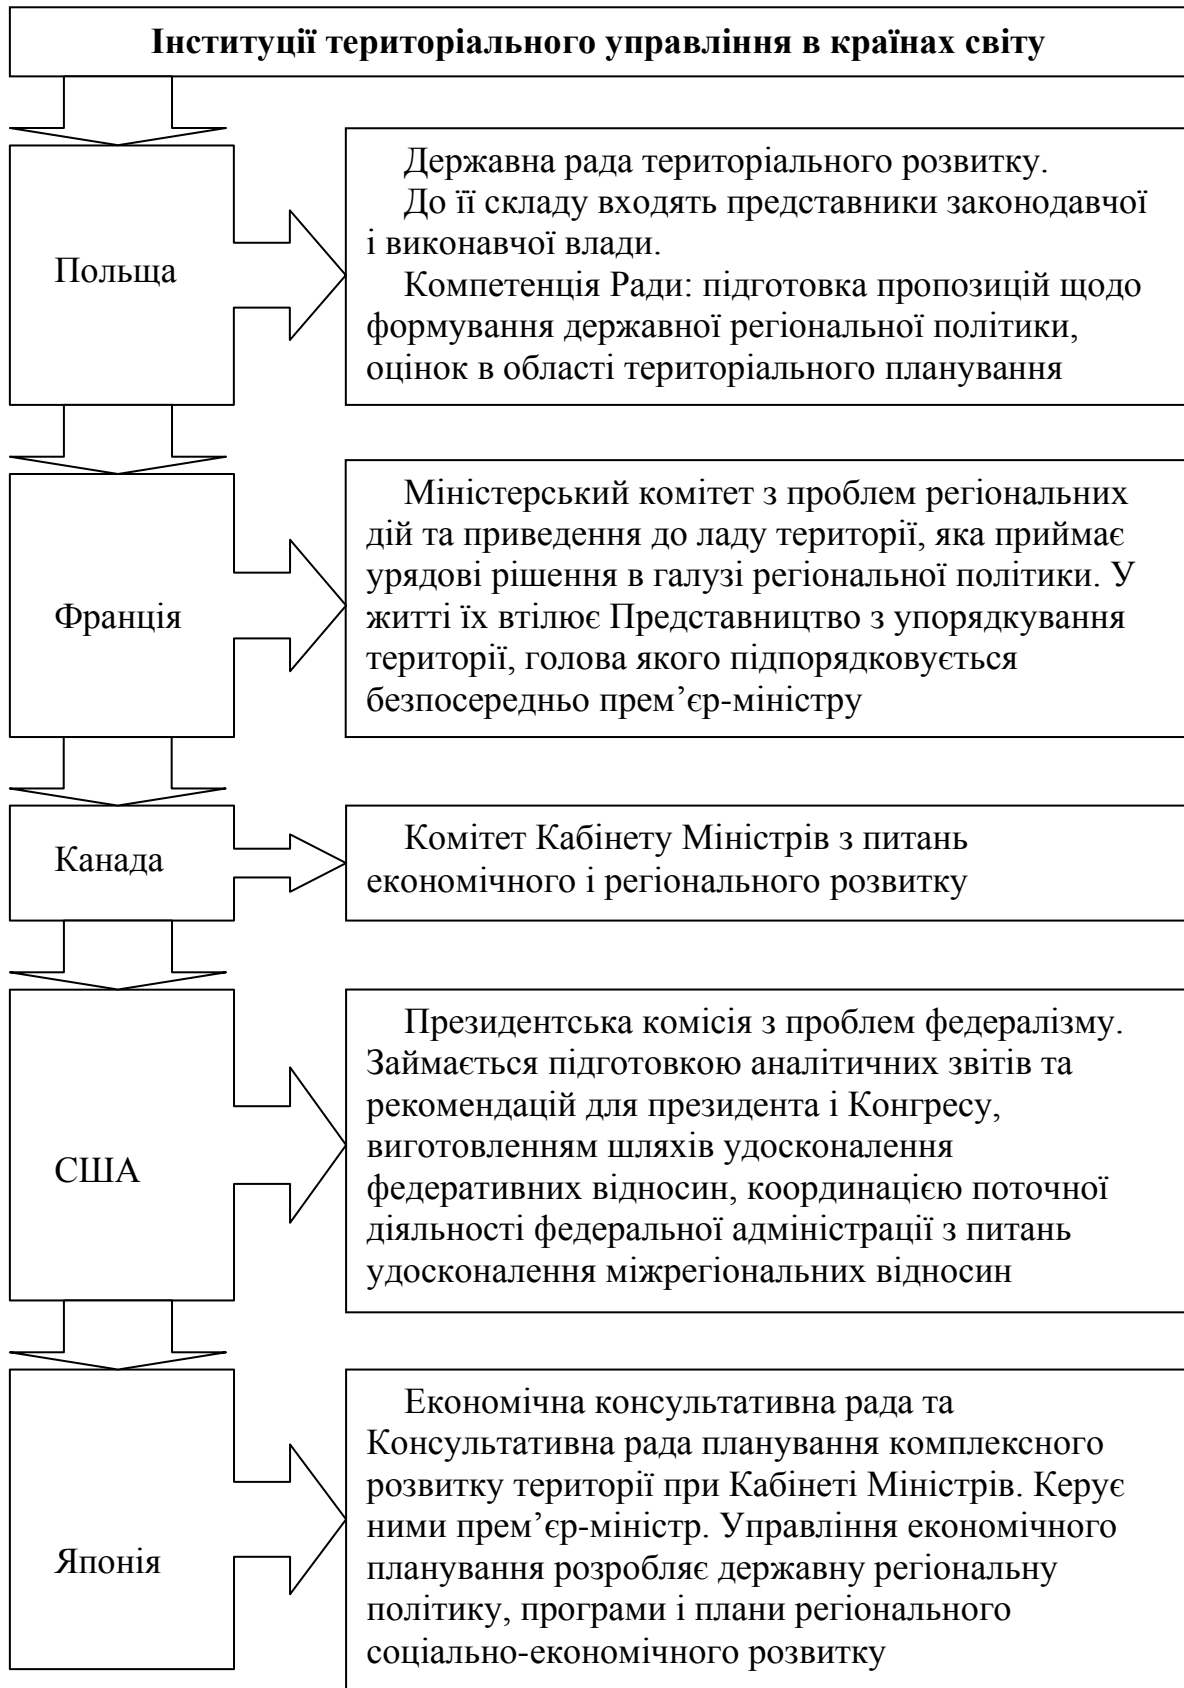 Інституції територіального управління в країнах світу
Польща
Державна рада територіального розвитку.
До її складу входять представники законодавчої
і виконавчої влади.
Компетенція Ради: підготовка пропозицій щодо
формування державної регіональної політики,
оцінок в області територіального планування
Франція
Міністерський комітет з проблем регіональних
дій та приведення до ладу території, яка приймає
урядові рішення в галузі регіональної політики. У
житті їх втілює Представництво з упорядкування
території, голова якого підпорядковується
безпосередньо прем’єр-міністру
Канада
Комітет Кабінету Міністрів з питань
економічного і регіонального розвитку
США
Президентська комісія з проблем федералізму.
Займається підготовкою аналітичних звітів та
рекомендацій для президента і Конгресу,
виготовленням шляхів удосконалення
федеративних відносин, координацією поточної
діяльності федеральної адміністрації з питань
удосконалення міжрегіональних відносин
Японія
Економічна консультативна рада та
Консультативна рада планування комплексного
розвитку території при Кабінеті Міністрів. Керує
ними прем’єр-міністр. Управління економічного
планування розробляє державну регіональну
політику, програми і плани регіонального
соціально-економічного розвитку